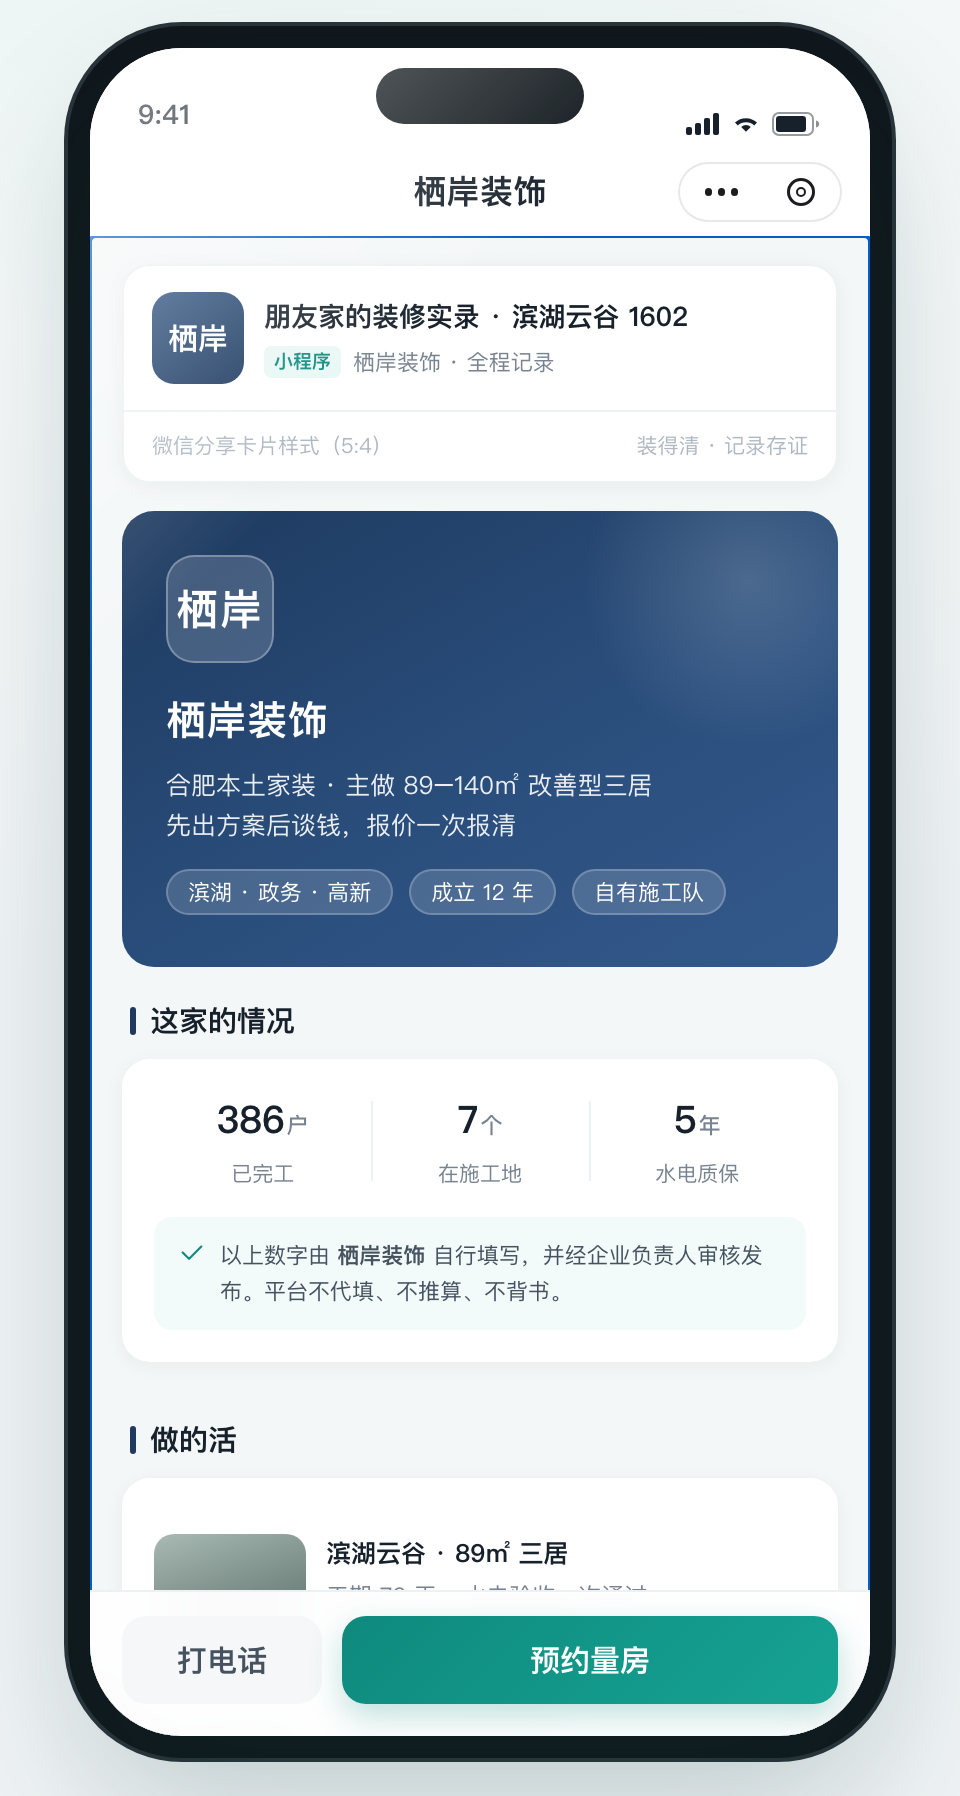 9:41
栖岸装饰
栖岸
朋友家的装修实录 · 滨湖云谷 1602
小程序 栖岸装饰 · 全程记录
微信分享卡片样式（5:4）
装得清 · 记录存证
栖岸
栖岸装饰
合肥本土家装 · 主做 89—140㎡ 改善型三居
先出方案后谈钱，报价一次报清
滨湖 · 政务 · 高新
成立 12 年
自有施工队
这家的情况
386户
已完工
7个
在施工地
5年
水电质保
以上数字由 栖岸装饰 自行填写，并经企业负责人审核发
布。平台不代填、不推算、不背书。
做的活
滨湖云谷 · 89㎡ 三居
打电话
预约量房